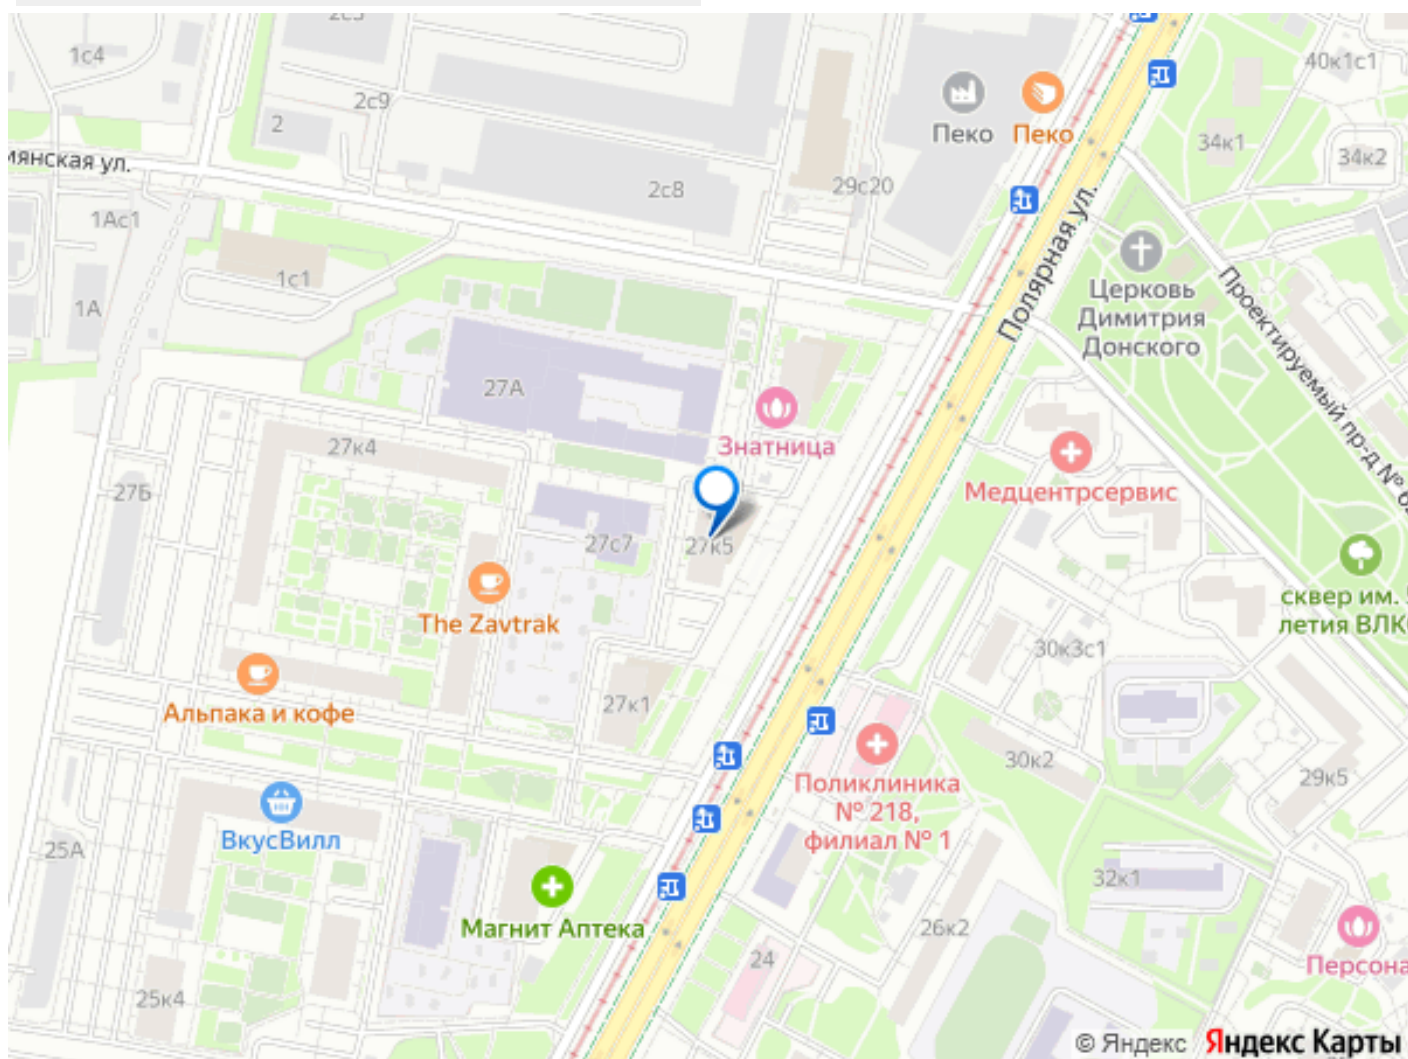 1с4
2с9
2
40к1с1
Пеко
Пеко
34к1
34к2
мянская ул.
29с20
2с8
1Ас1
Полярная ул.
1с1
Церковь
Димитрия
Донского
Проектируемый пр-д №
1А
27А
Знатница
27к4
27Б
Медцентрсервис
27с7
27к5
The Zavtrak
сквер им.
летия ВЛК
30к3с1
27к1
Альпака и кофе
30к2
29к5
Поликлиника
№ 218,
филиал № 1
ВкусВилл
25А
32к1
Магнит Аптека
26к2
24
Персона
25к4
© Яндекс Яндекс Карты